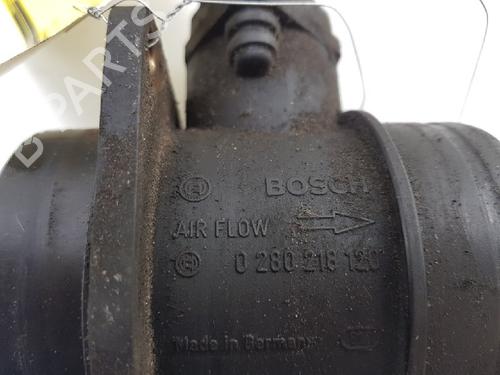 BOSCH
AIR FLOW
0 280 218 120
Made in Germany